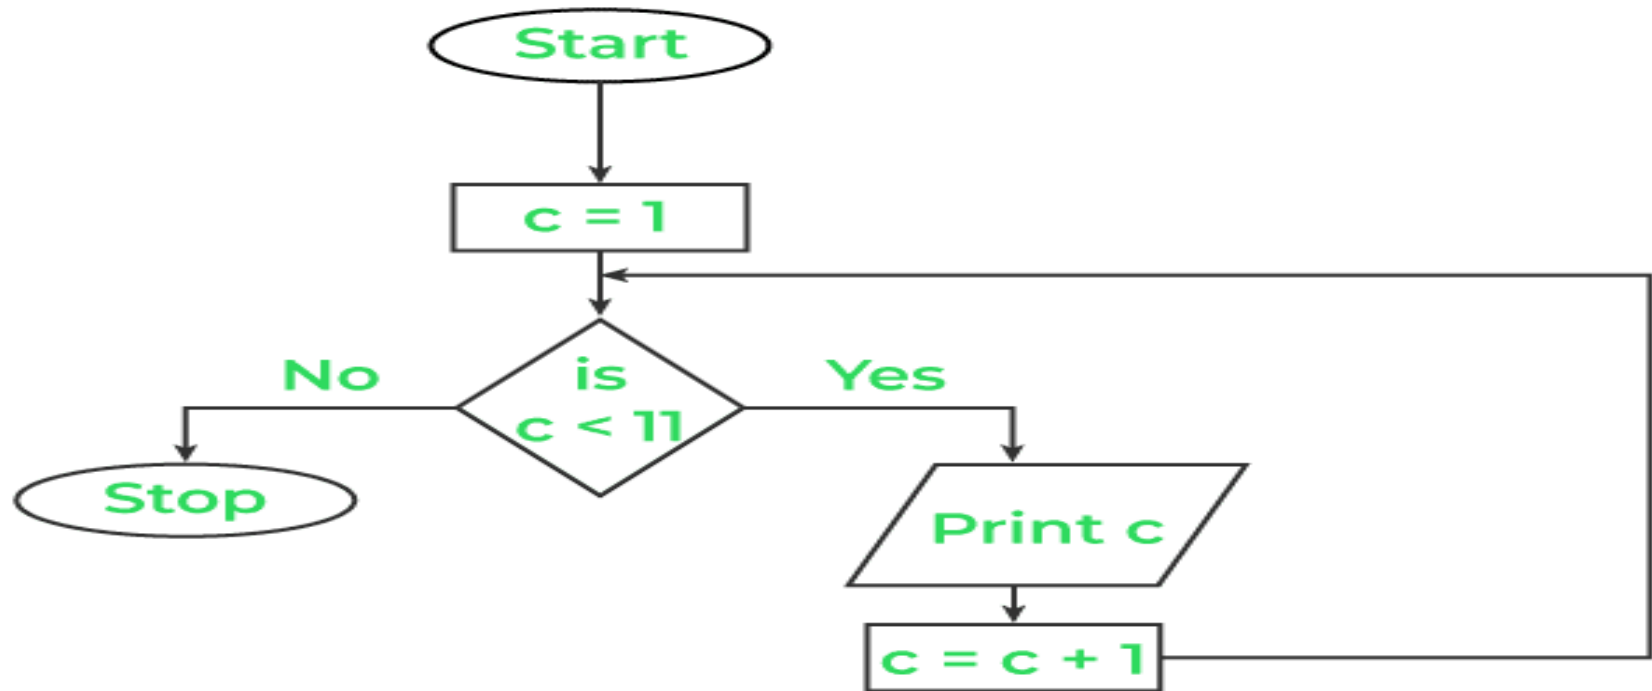 Start
c = 1
No
is
c < 11
Yes
Stop
Print c
c = c + 1